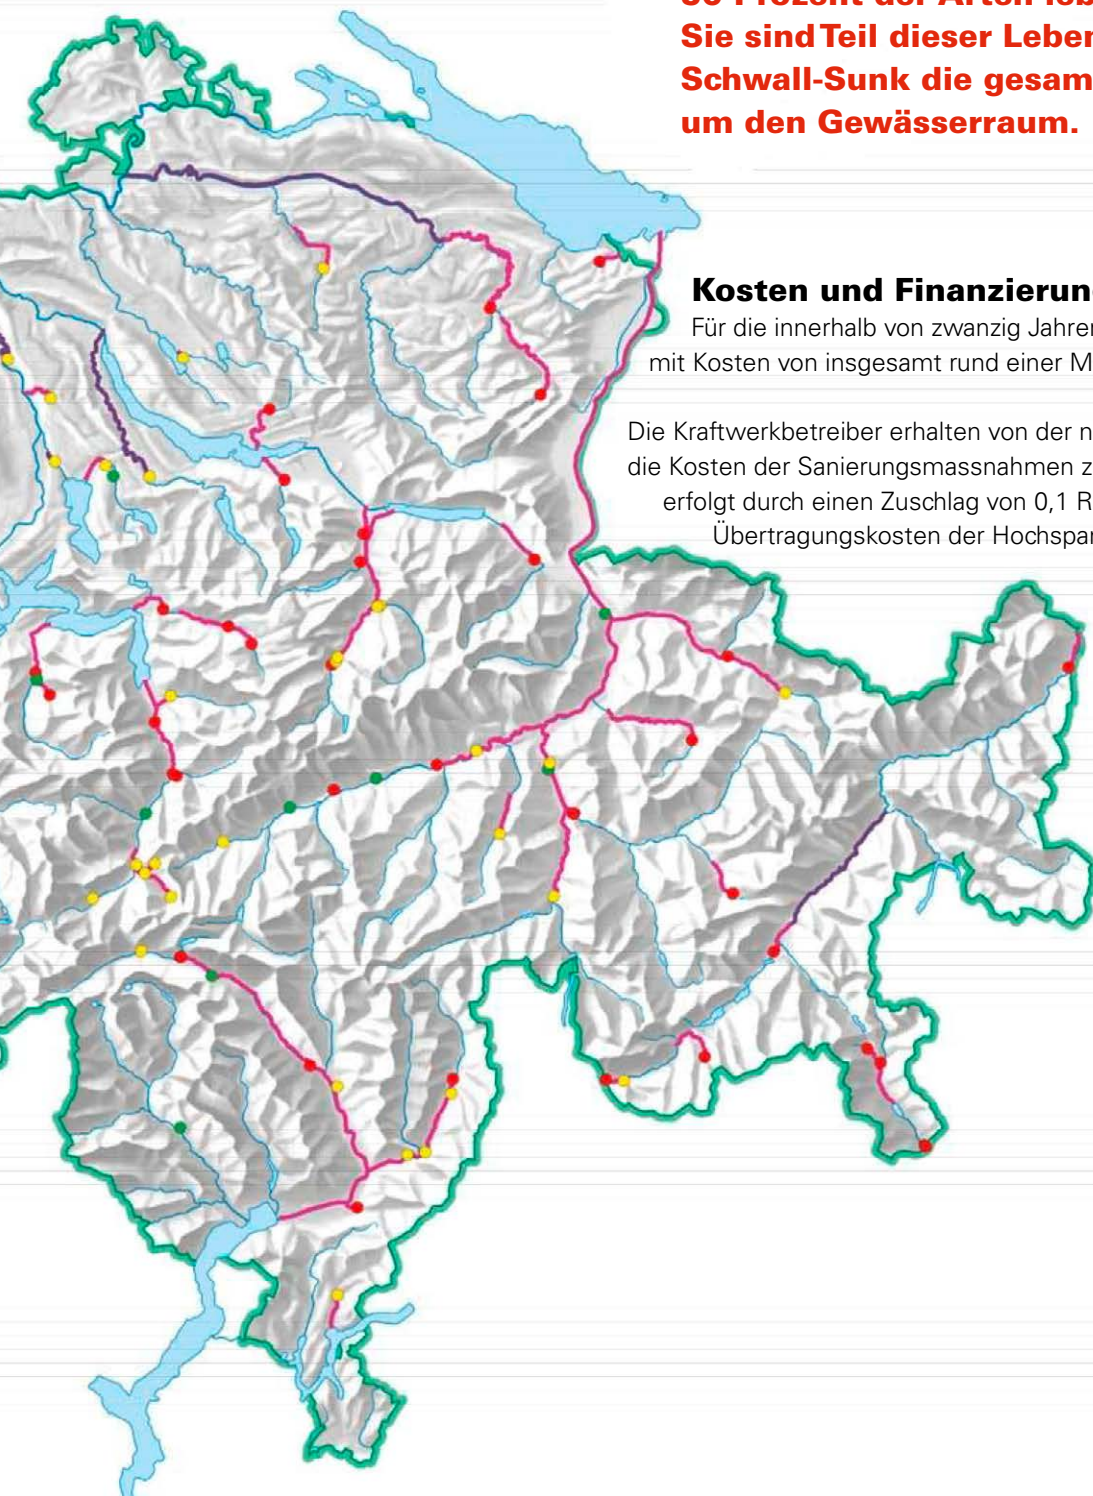 Sie sind Teil dieser Leben
Schwall-Sunk die gesam
um den Gewässerraum.
Kosten und Finanzierun
Für die innerhalb von zwanzig Jahren
mit Kosten von insgesamt rund einer M
Die Kraftwerkbetreiber erhalten von der n
die Kosten der Sanierungsmassnahmen z
erfolgt durch einen Zuschlag von 0,1 R
Übertragungskosten der Hochspan